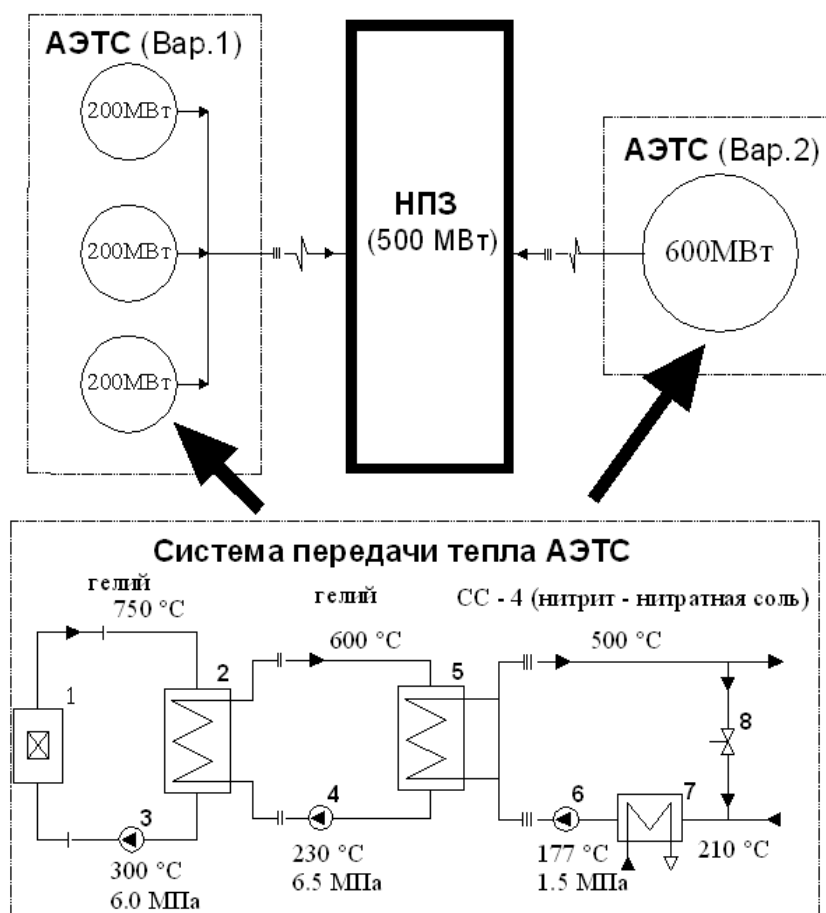 АЭТС (Вар.1)
200МВт
200МВт
200МВт
НПЗ
(500 МВт)
АЭТС (Вар.2)
600МВт
Система передачи тепла АЭТС
гелий
750 °С
гелий
600 °С
СС - 4 (нитрит - нитратная соль)
500 °С
1
2
3
4
5
6
7
8
300 °С
6.0 МПа
230 °С
6.5 МПа
177 °С
1.5 МПа
210 °С